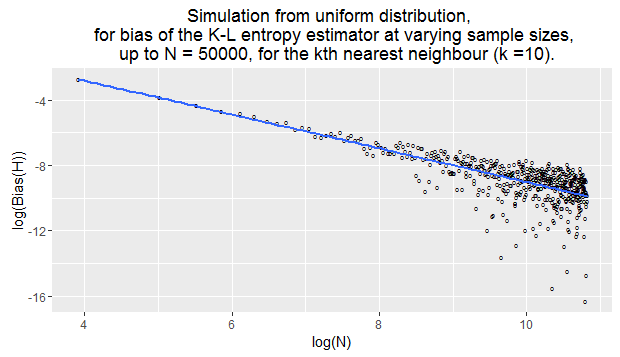 Simulation from uniform distribution,
for bias of the K-L entropy estimator at varying sample sizes,
up to N = 50000, for the kth nearest neighbour (k =10).
log(Bias(H))
-4
-8
-12
-16
4
6
8
10
log(N)